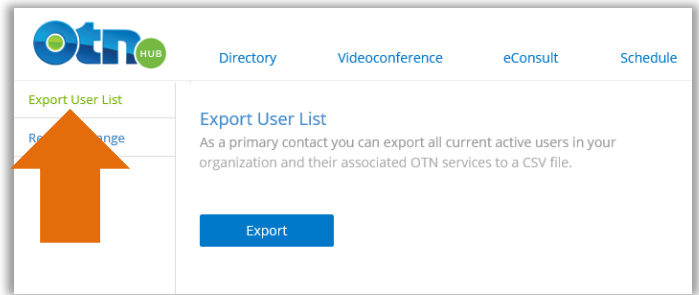 Otn HUB
Directory Videoconference eConsult Schedule
Export User List
ange
Export User List
As a primary contact you can export all current active users in your
organization and their associated OTN services to a CSV file.
Export